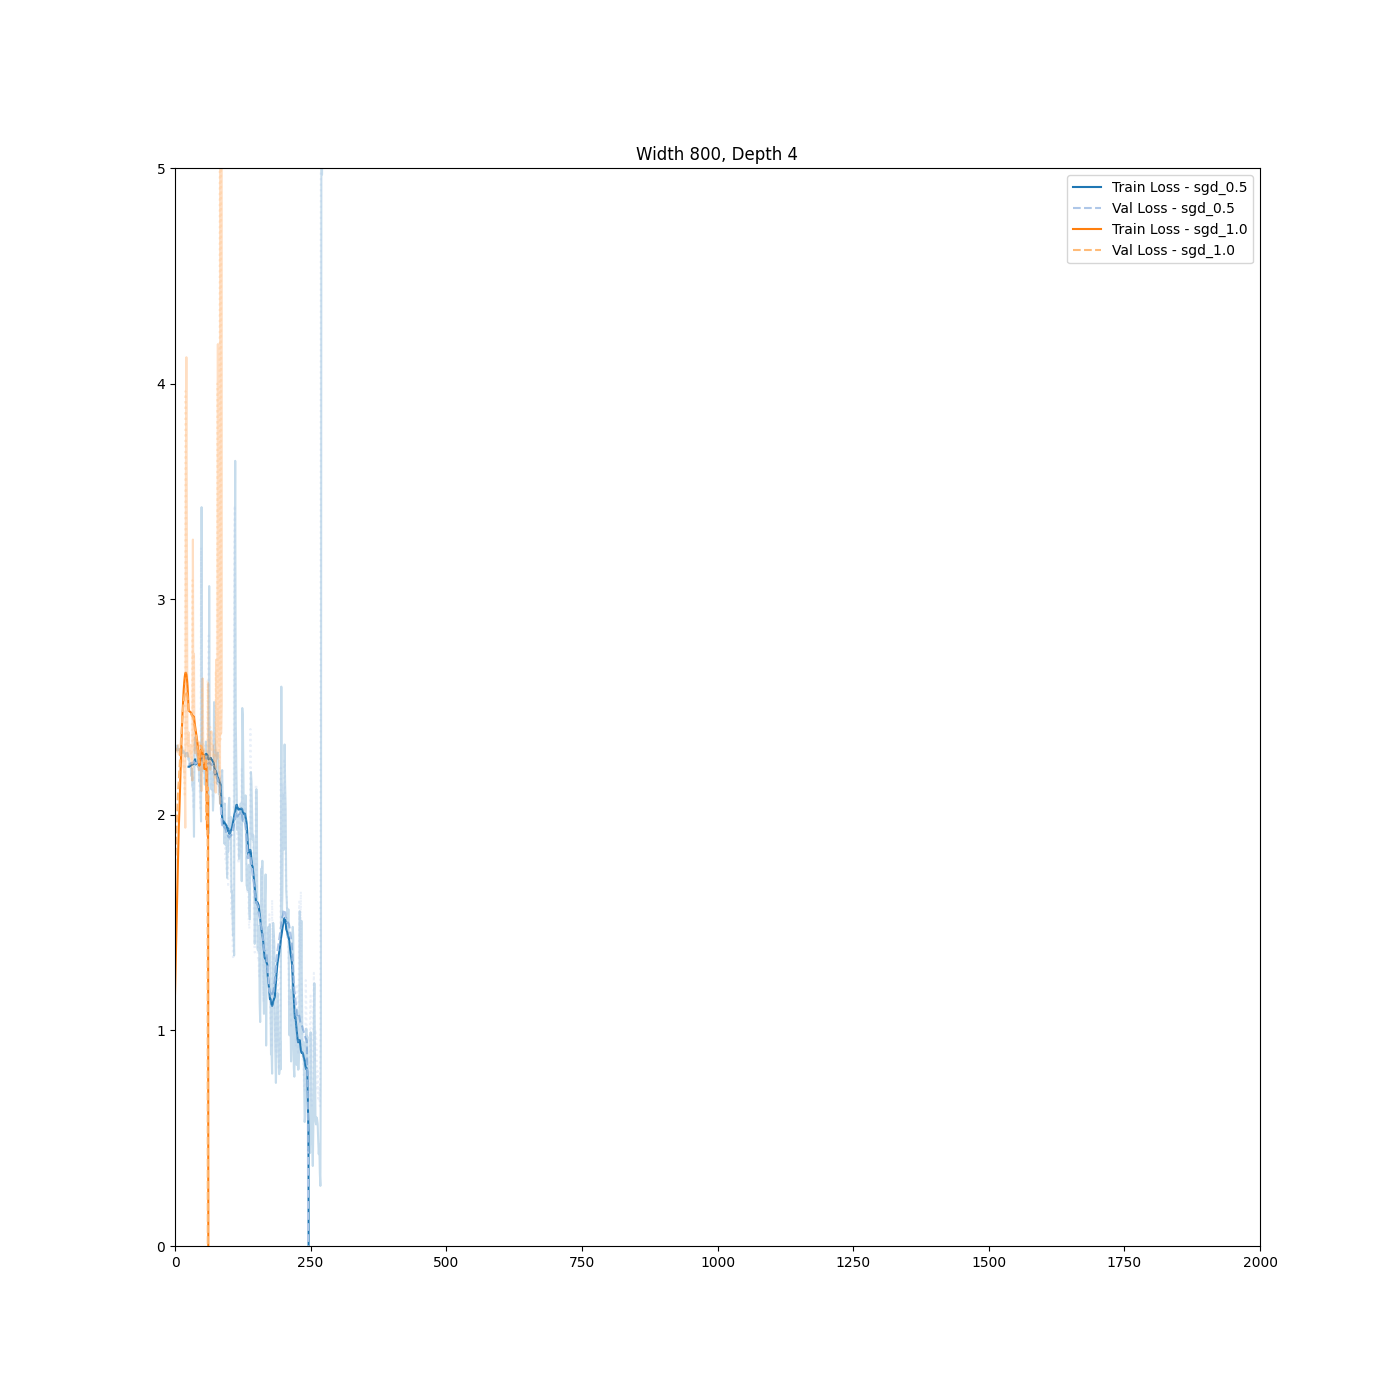 Width 800, Depth 4
5
4
3
2
1
0
0 250 500 750 1000 1250 1500 1750 2000
Train Loss - sgd_0.5
Val Loss - sgd_0.5
Train Loss - sgd_1.0
Val Loss - sgd_1.0